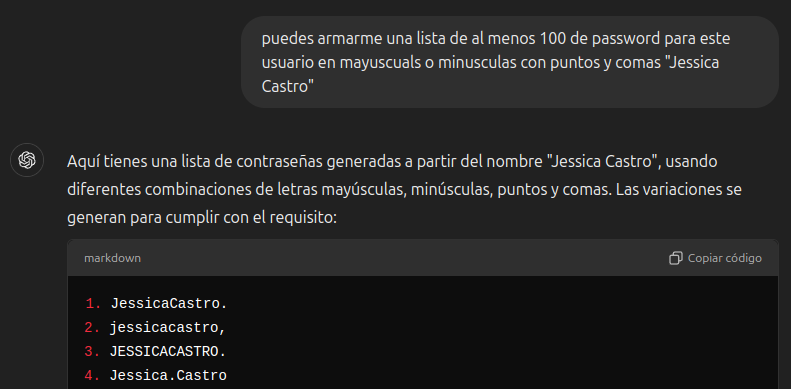 puedes armarme una lista de al menos 100 de password para este
usuario en mayuscuals o minusculas con puntos y comas "Jessica
Castro"
Aquí tienes una lista de contraseñas generadas a partir del nombre "Jessica Castro", usando
diferentes combinaciones de letras mayúsculas, minúsculas, puntos y comas. Las variaciones se
generan para cumplir con el requisito:
markdown
Copiar código
1. JessicaCastro.
2. jessicacastro,
3. JESSICACASTRO.
4. Jessica.Castro